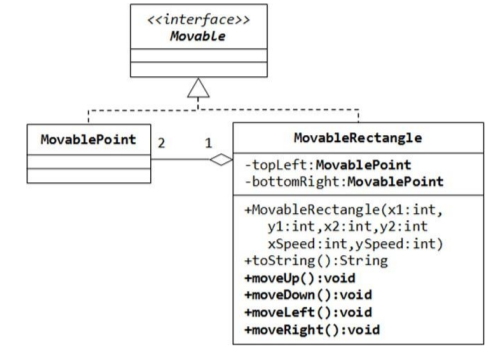 <<interface>>
Movable
MovablePoint
2
1
MovableRectangle
-topLeft:MovablePoint
-bottomRight:MovablePoint
+MovableRectangle(x1:int,
y1:int,x2:int,y2:int
xSpeed:int,ySpeed:int)
+toString():String
+moveUp():void
+moveDown():void
+moveLeft():void
+moveRight():void